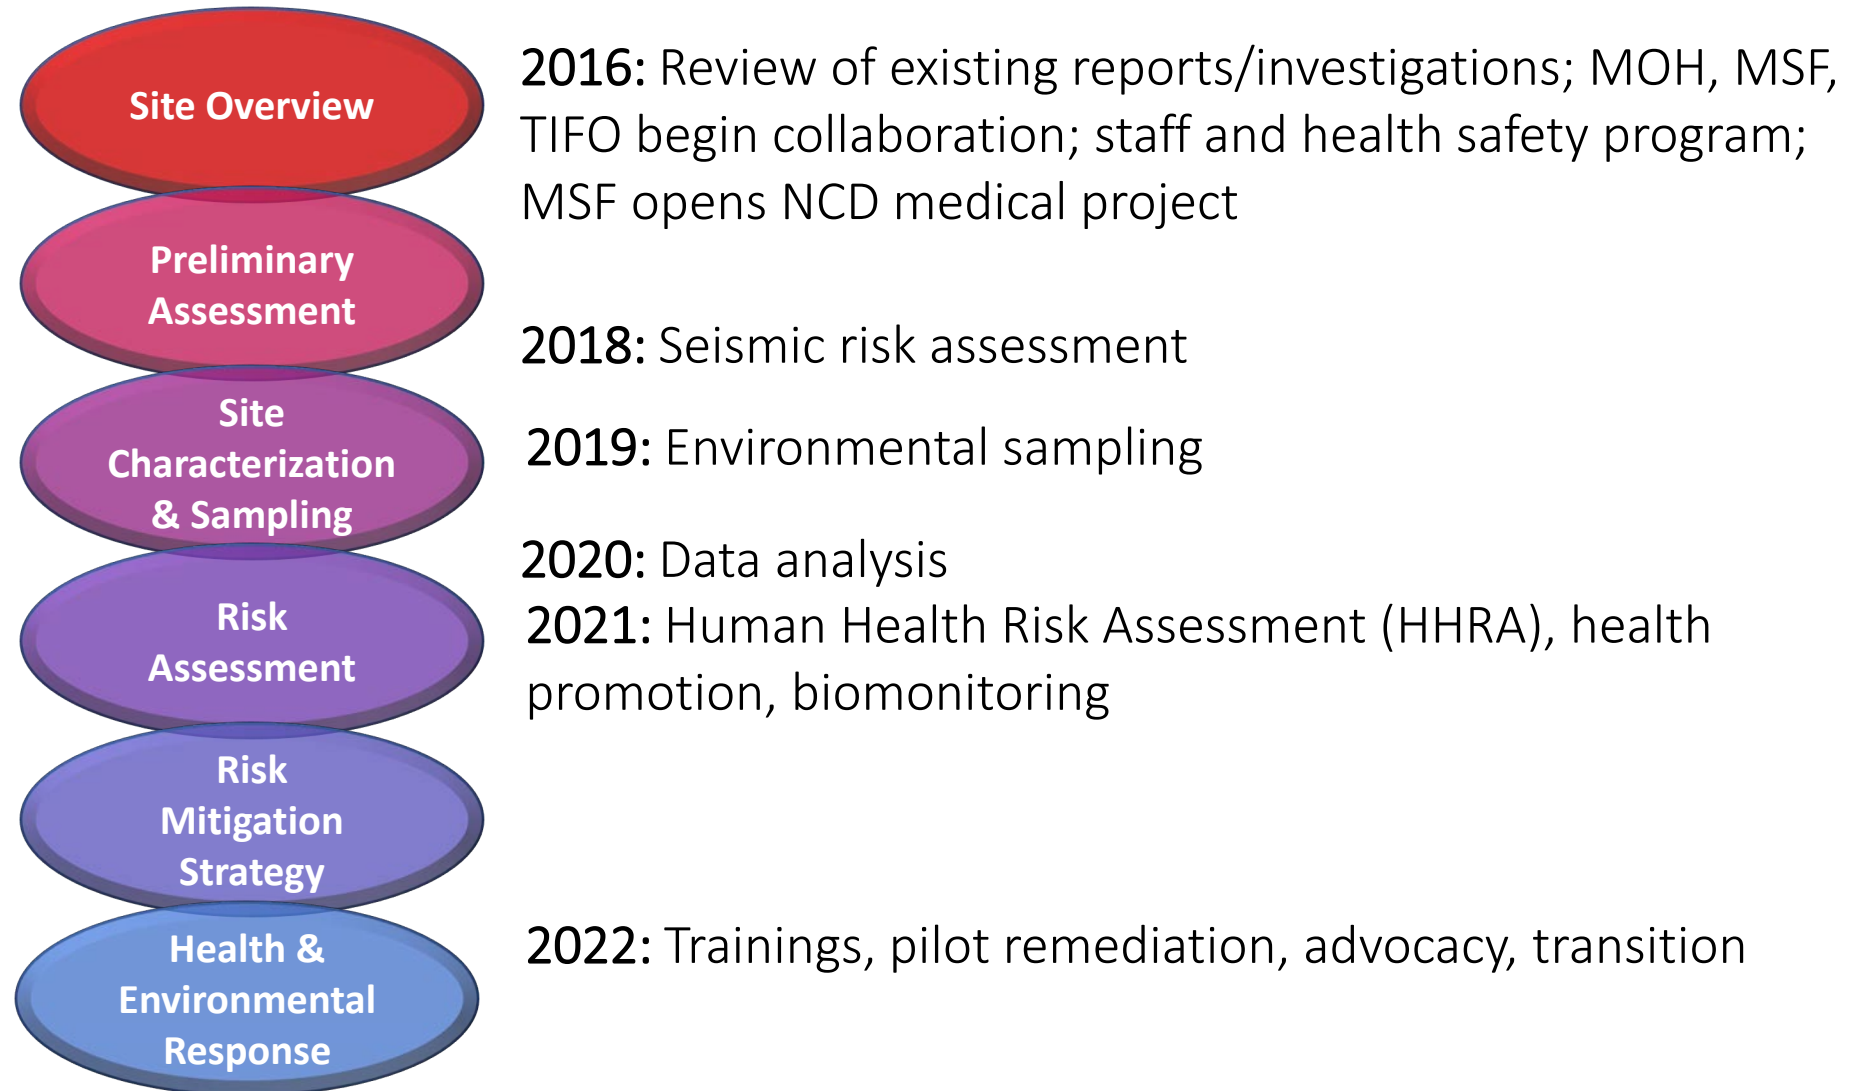 Site Overview
2016: Review of existing reports/investigations; MOH, MSF,
TIFO begin collaboration; staff and health safety program;
MSF opens NCD medical project
Preliminary
Assessment
2018: Seismic risk assessment
Site
Characterization
& Sampling
2019: Environmental sampling
2020: Data analysis
Risk
Assessment
2021: Human Health Risk Assessment (HHRA), health
promotion, biomonitoring
Risk
Mitigation
Strategy
Health &
Environmental
Response
2022: Trainings, pilot remediation, advocacy, transition